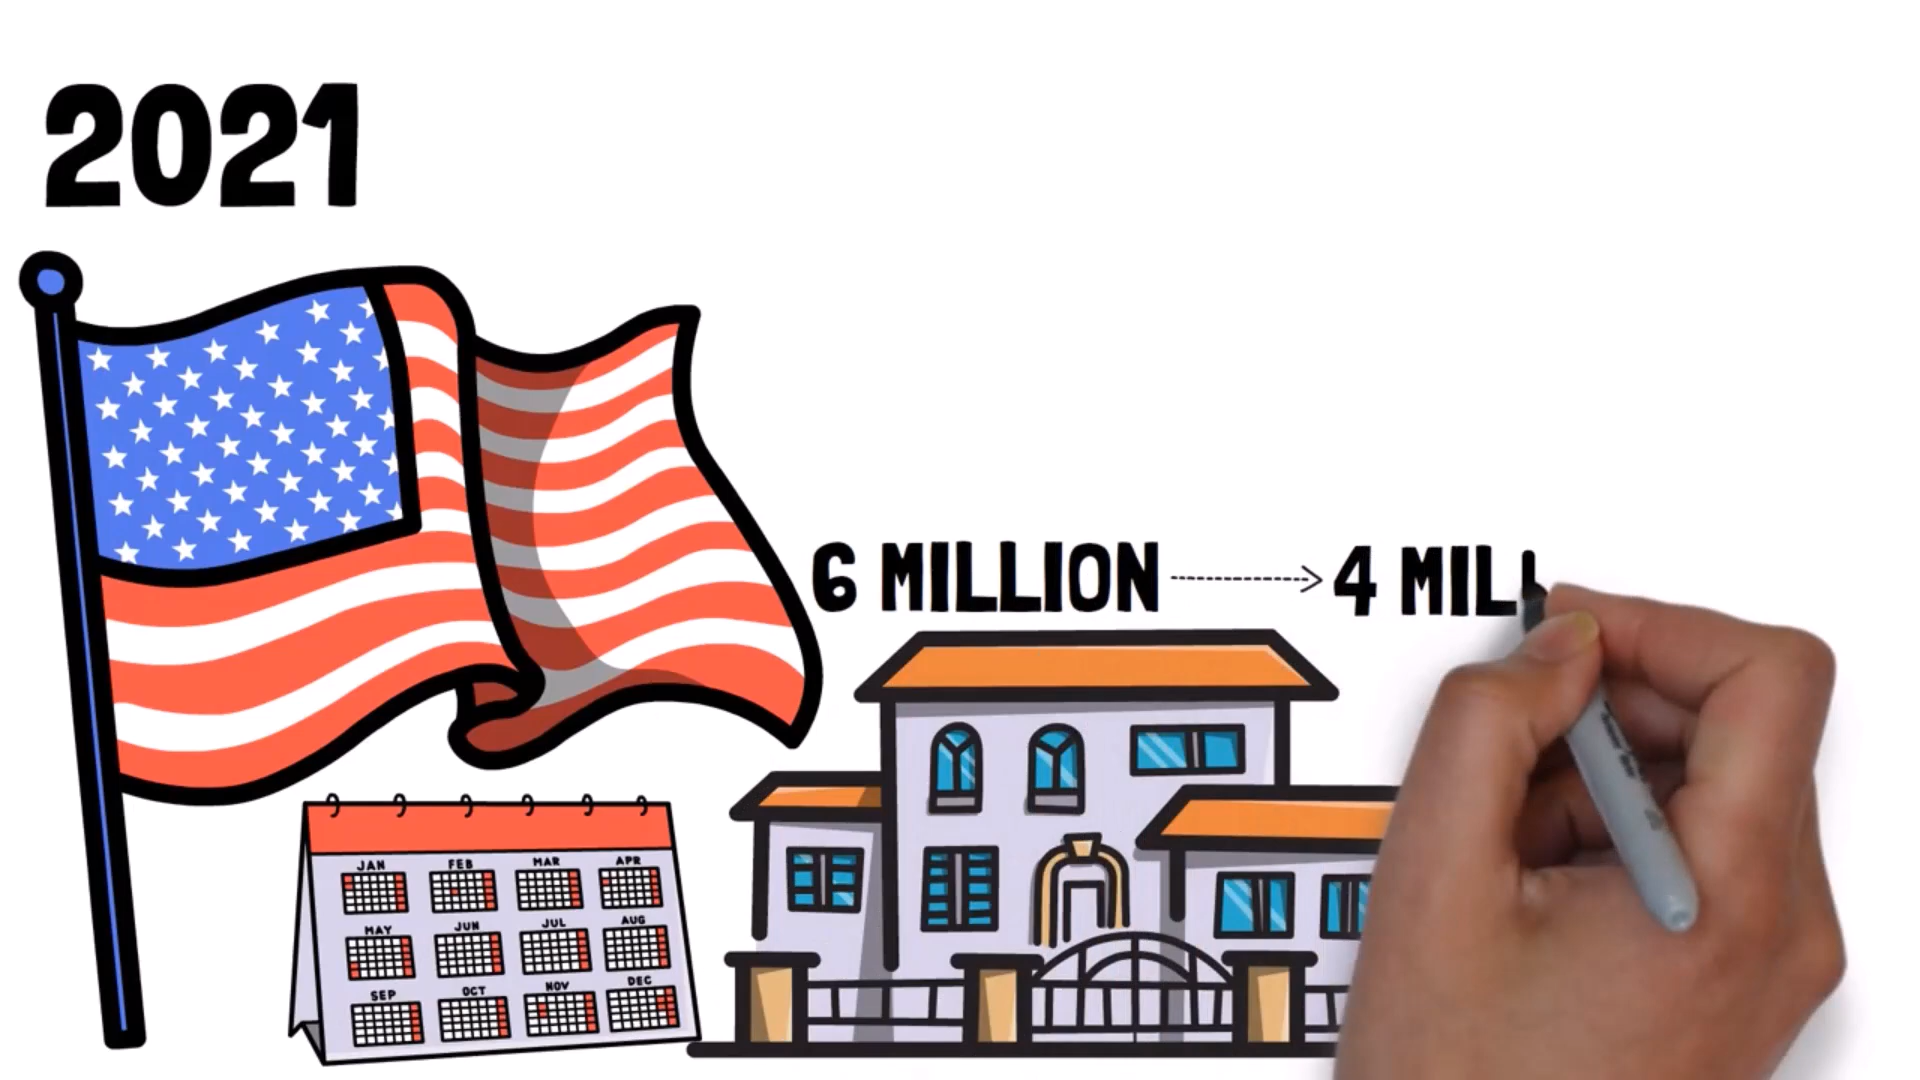 2021
6 MILLION 4 MIL
JAN FEB MAR APR
MAY JUN JUL AUG
SEP OCT NOV DEC